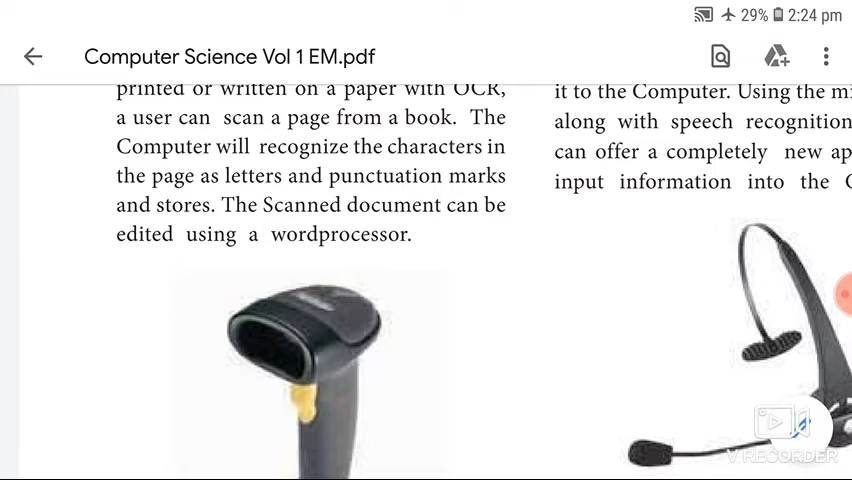 29% 2:24 pm
Computer Science Vol 1 EM.pdf
printed or written on a paper with OCR,
a user can scan a page from a book. The
Computer will recognize the characters in
the page as letters and punctuation marks
and stores. The Scanned document can be
edited using a wordprocessor.
it to the Computer. Using the mi
along with speech recognition
can offer a completely new ap
input information into the C
V RECORDER